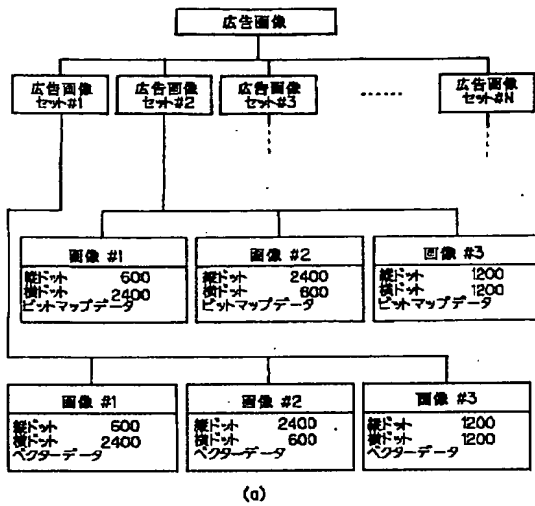 広告画像
広告画像
セット#1
広告画像
セット#2
広告画像
セット#3
広告画像
セット#N
画像 #1
縦ドット 600
横ドット 2400
ビットマップデータ
画像 #2
縦ドット 2400
横ドット 600
ビットマップデータ
画像 #3
縦ドット 1200
横ドット 1200
ビットマップデータ
画像 #1
縦ドット 600
横ドット 2400
ベクターデータ
画像 #2
縦ドット 2400
横ドット 600
ベクターデータ
画像 #3
縦ドット 1200
横ドット 1200
ベクターデータ
(a)